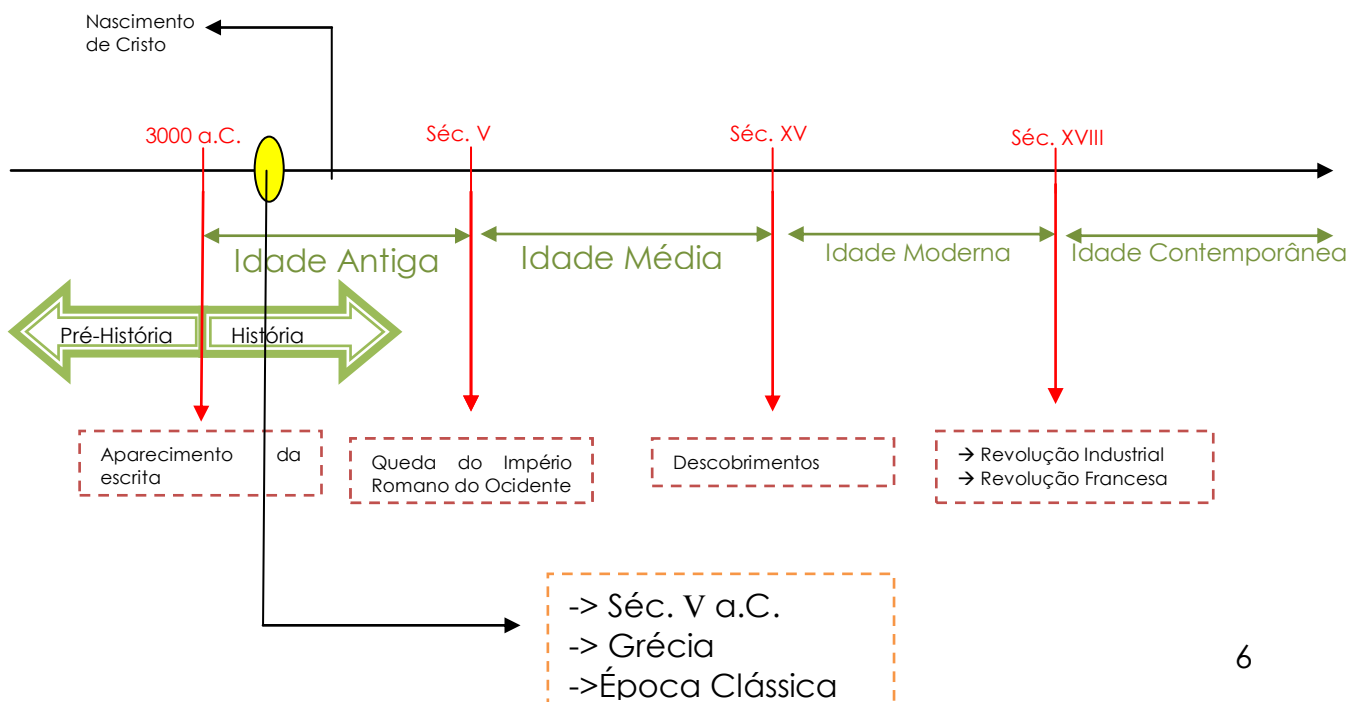 Nascimento
de Cristo
3000 a.C.
Séc. V
Séc. XV
Séc. XVIII
Idade Antiga
Idade Média
Idade Moderna
Idade Contemporânea
Pré-História
História
Aparecimento da
escrita
Queda do Império
Romano do Ocidente
Descobrimentos
→ Revolução Industrial
→ Revolução Francesa
-> Séc. V a.C.
-> Grécia
->Época Clássica
6